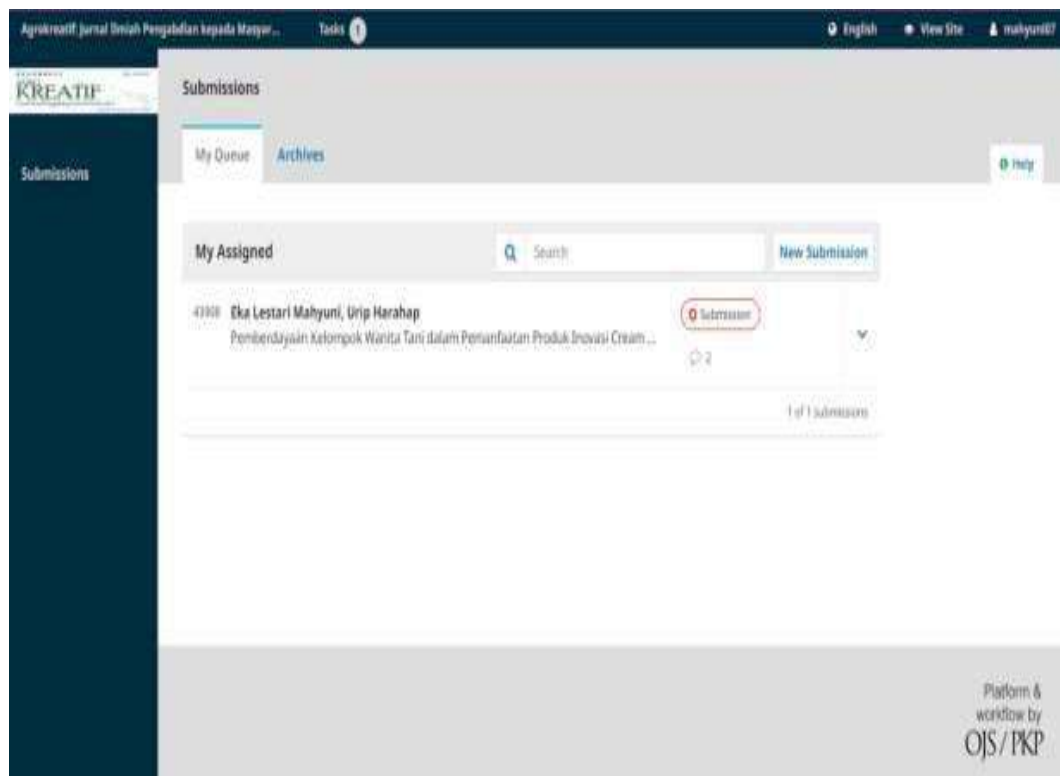 Agrokreatif: Jurnal Ilmiah Pengabdian kepada Masyar...
Tasks 1
English
View Site
mahyuni07
KREATIF
Submissions
Submissions
My Queue
Archives
Help
My Assigned
Search
New Submission
Eka Lestari Mahyuni, Urip Harahap
Submission
Pemberdayaan Kelompok Wanita Tani dalam Pemanfaatan Produk Inovasi Cream ...
2
1 of 1 submissions
Platform &
workflow by
OJS / PKP